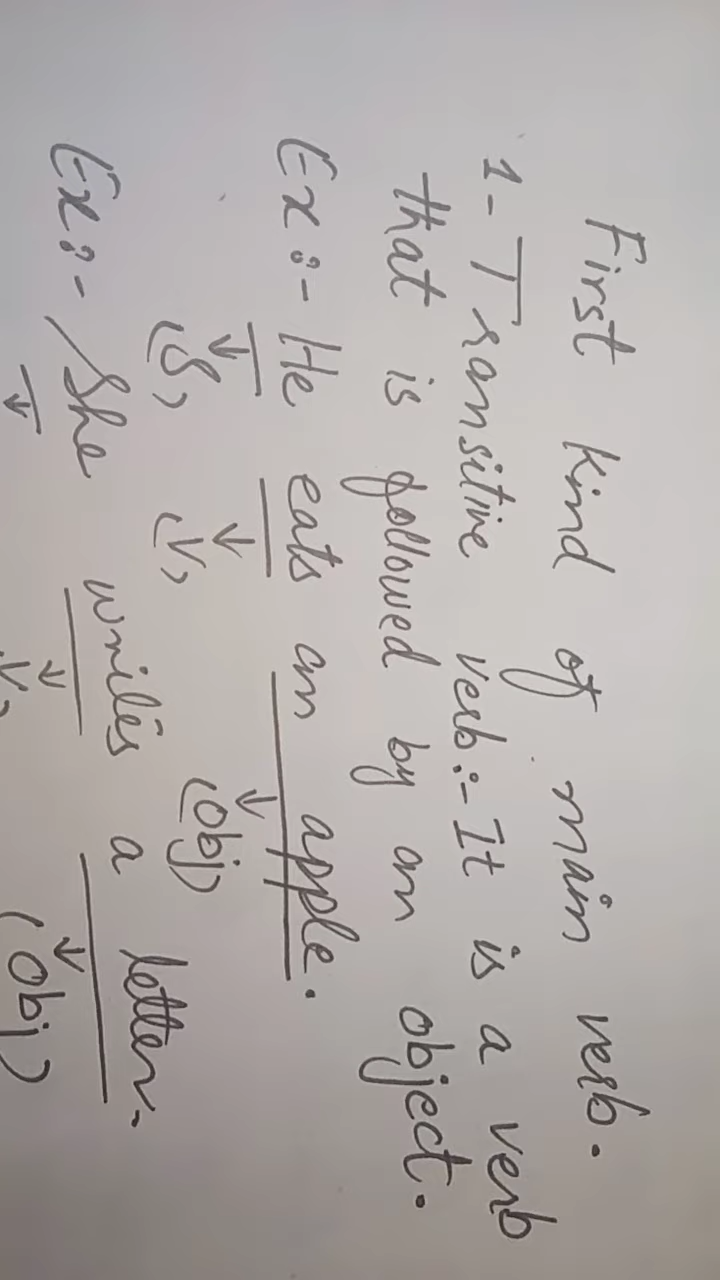 First kind of main verb.
1- Transitive verb:- It is a verb
that is followed by an object.
Ex:- He eats an apple.
(S) (V) (Obj)
Ex:- She writes a letter.
(V) (Obj)